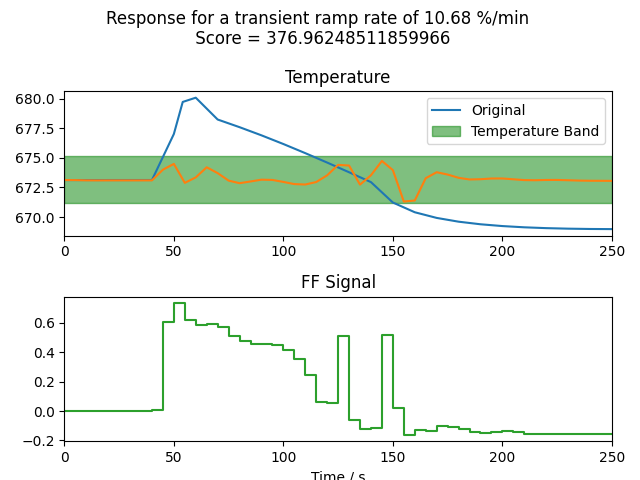 Response for a transient ramp rate of 10.68 %/min
Score = 376.96248511859966
Temperature
680.0
677.5
675.0
672.5
670.0
Original
Temperature Band
0 50 100 150 200 250
FF Signal
0.6
0.4
0.2
0.0
−0.2
0 50 100 150 200 250
Time / s